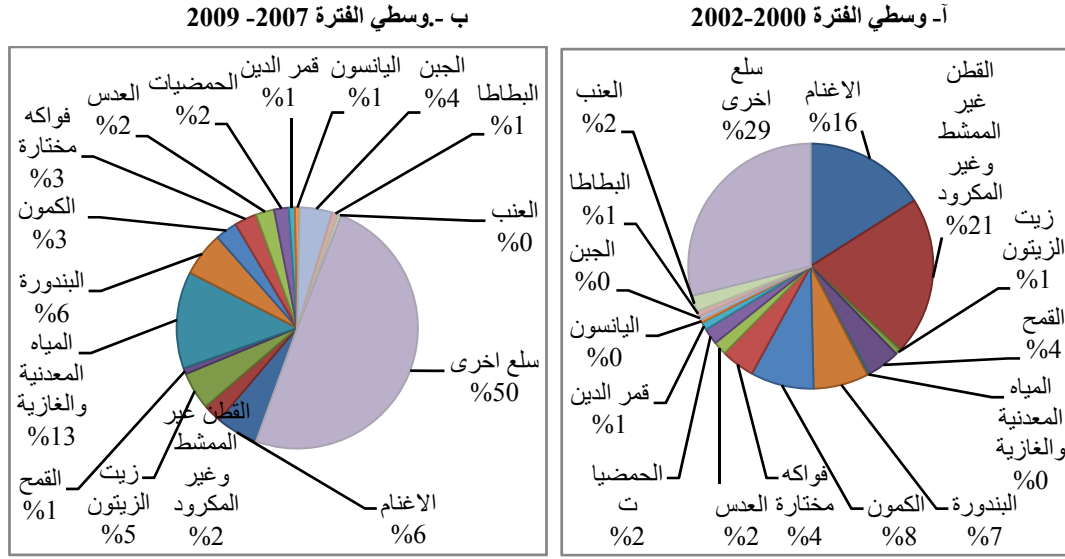 آ- وسطي الفترة 2000-2002
القطن
غير
الممشط
وغير
المكرود
%21
الاغنام
%16
سلع
اخرى
%29
العنب
%2
البطاطا
%1
الجبن
%0
اليانسون
%0
قمر الدين
%1
الحمضيا
ت
%2
العدس
%2
فواكه
مختارة
%4
الكمون
%8
البندورة
%7
المياه
المعدنية
والغازية
%0
القمح
%4
زيت
الزيتون
%1
ب -.وسطي الفترة 2007- 2009
الجبن
%4
اليانسون
%1
قمر الدين
%1
الحمضيات
%2
العدس
%2
فواكه
مختارة
%3
الكمون
%3
البندورة
%6
المياه
المعدنية
والغازية
%13
القمح
%1
زيت
الزيتون
%5
القطن غير
الممشط
وغير
المكرود
%2
الاغنام
%6
سلع اخرى
%50
العنب
%0
البطاطا
%1